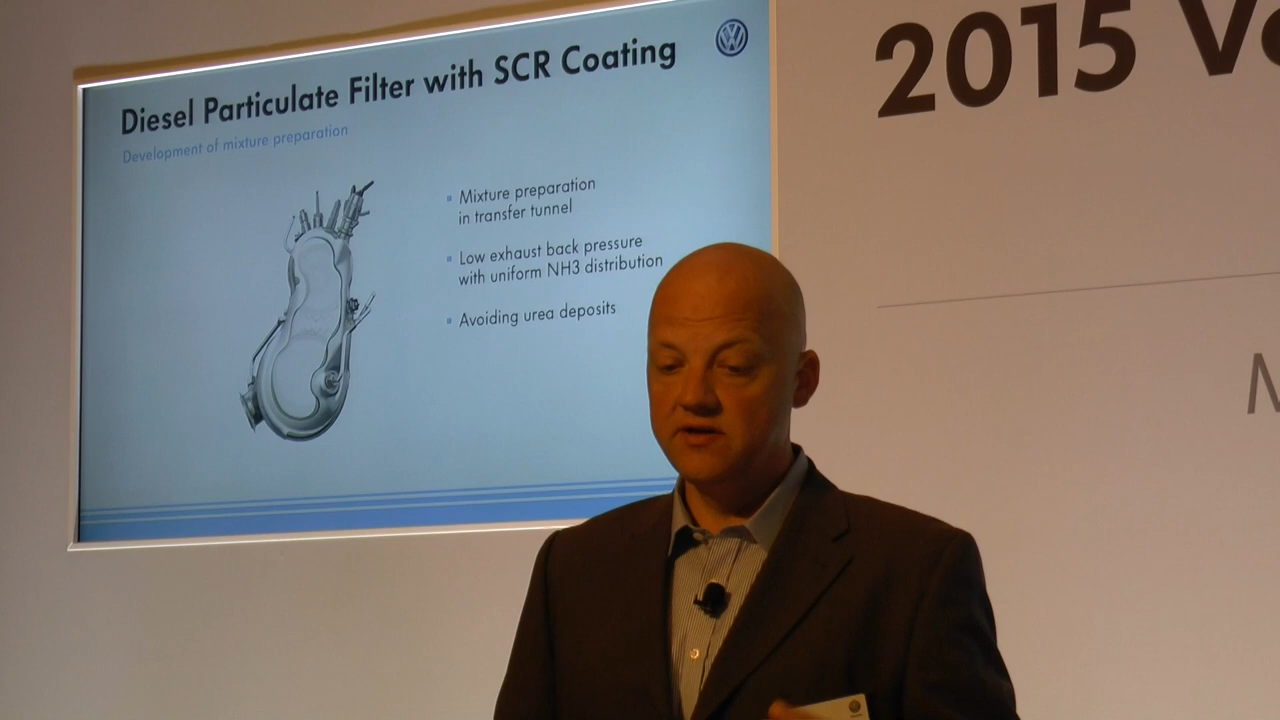 Diesel Particulate Filter with SCR Coating
Development of mixture preparation
Mixture preparation
in transfer tunnel
Low exhaust back pressure
with uniform NH3 distribution
Avoiding urea deposits
2015